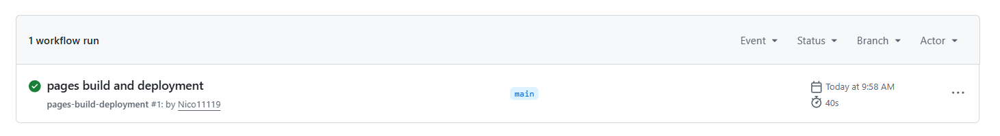 1 workflow run
Event Status Branch Actor
pages build and deployment
pages-build-deployment #1: by Nico11119
main
Today at 9:58 AM
40s